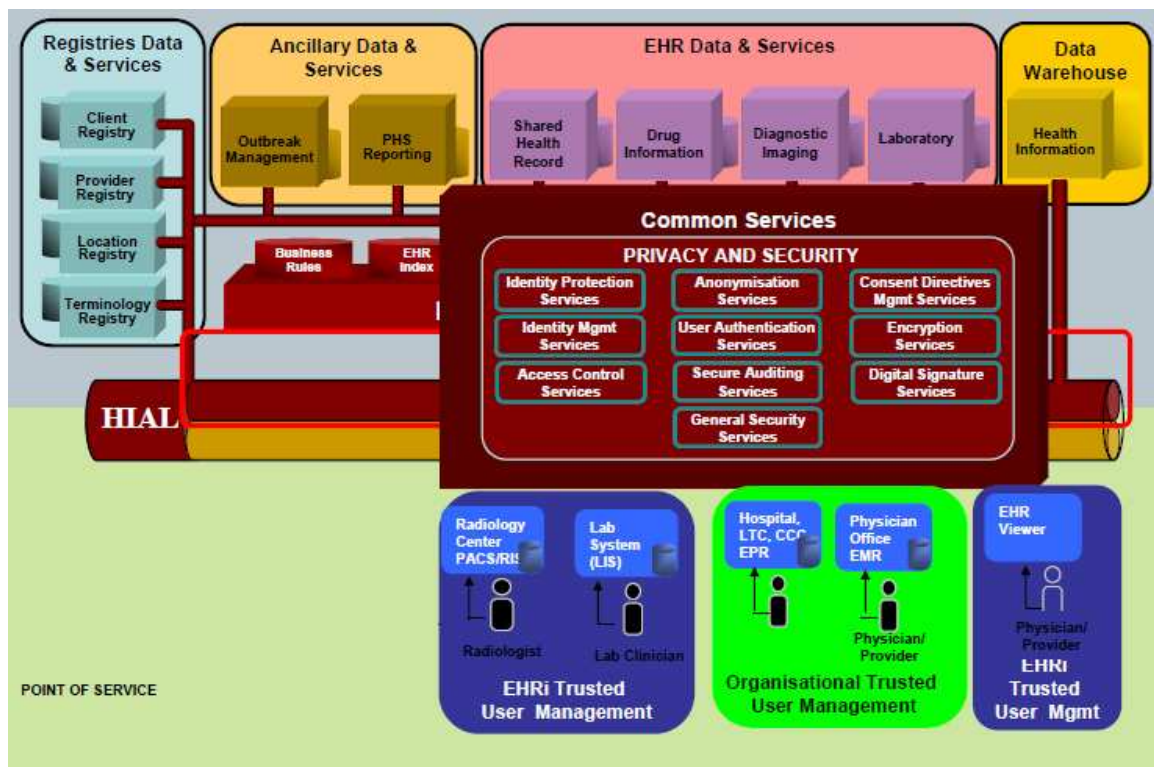 Registries Data
& Services
Client
Registry
Provider
Registry
Location
Registry
Terminology
Registry
Ancillary Data &
Services
Outbreak
Management
PHS
Reporting
EHR Data & Services
Shared
Health
Record
Drug
Information
Diagnostic
Imaging
Laboratory
Data
Warehouse
Health
Information
Business
Rules
EHR
Index
Common Services
PRIVACY AND SECURITY
Identity Protection
Services
Anonymisation
Services
Consent Directives
Mgmt Services
Identity Mgmt
Services
User Authentication
Services
Encryption
Services
Access Control
Services
Secure Auditing
Services
Digital Signature
Services
General Security
Services
HIAL
Radiology
Center
PACS/RIS
Radiologist
Lab
System
(LIS)
Lab Clinician
EHRi Trusted
User Management
Hospital,
LTC, CCC,
EPR
Physician
Office
EMR
Physician/
Provider
Organisational Trusted
User Management
EHR
Viewer
Physician/
Provider
EHRi
Trusted
User Mgmt
POINT OF SERVICE